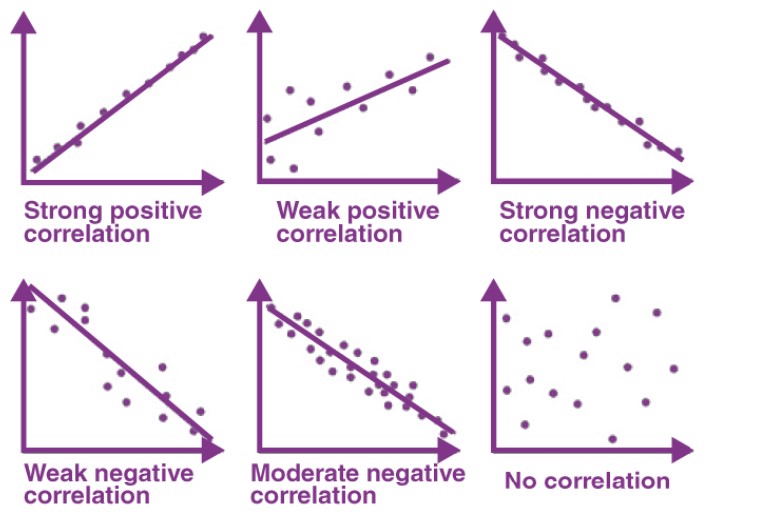 Strong positive
correlation
Weak positive
correlation
Strong negative
correlation
Weak negative
correlation
Moderate negative
correlation
No correlation